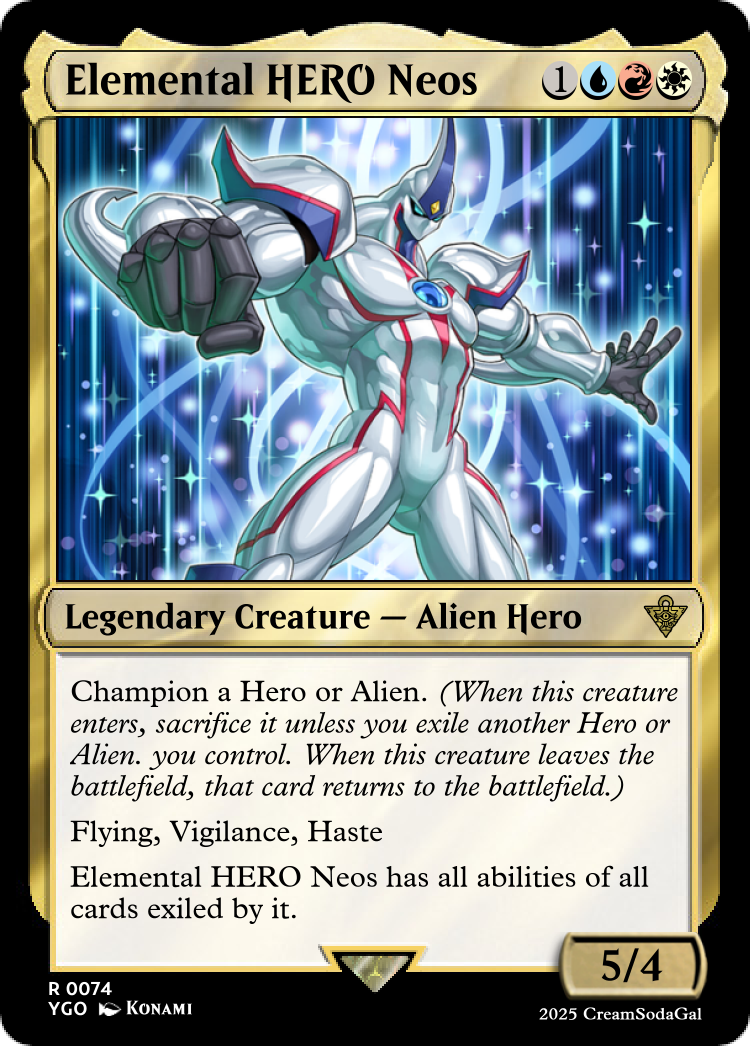 Elemental HERO Neos 1
Legendary Creature — Alien Hero
Champion a Hero or Alien. (When this creature
enters, sacrifice it unless you exile another Hero or
Alien. you control. When this creature leaves the
battlefield, that card returns to the battlefield.)
Flying, Vigilance, Haste
Elemental HERO Neos has all abilities of all
cards exiled by it.
5/4
R 0074
YGO KONAMI
2025 CreamSodaGal